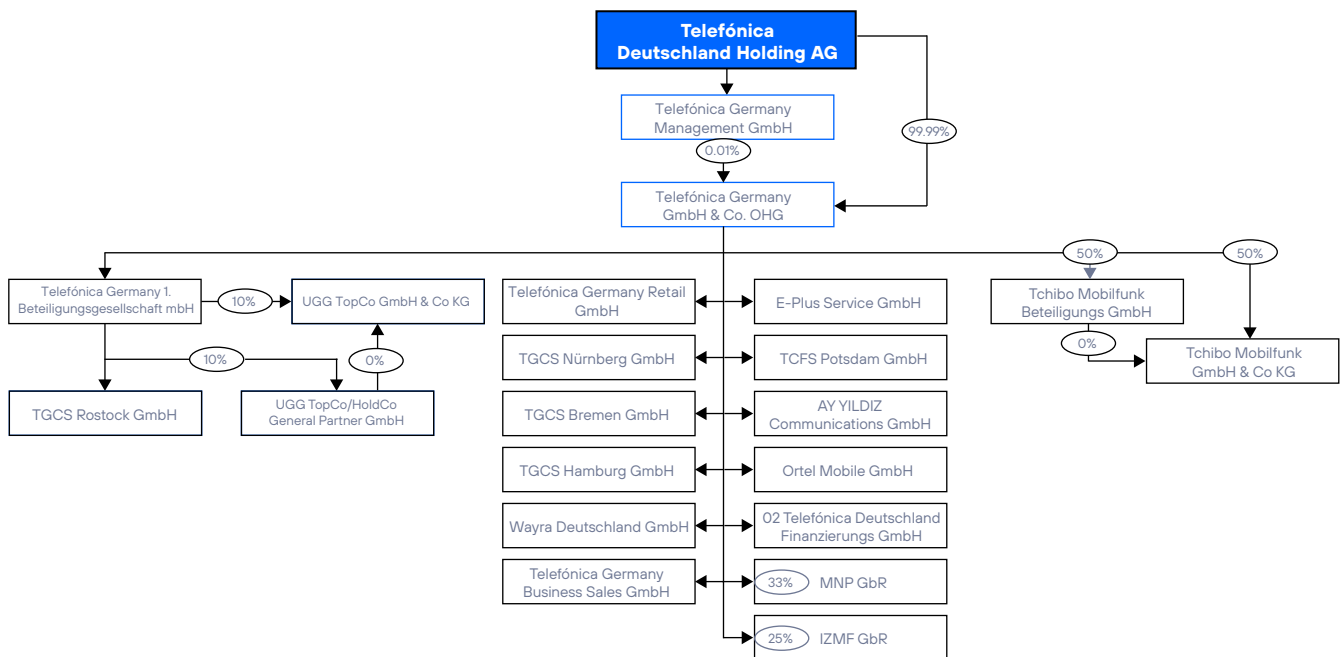 Telefónica
Deutschland Holding AG
Telefónica Germany
Management GmbH
99.99%
0.01%
Telefónica Germany
GmbH & Co. OHG
50%
50%
Telefónica Germany 1.
Beteiligungsgesellschaft mbH
10%
UGG TopCo GmbH & Co KG
Telefónica Germany Retail
GmbH
E-Plus Service GmbH
Tchibo Mobilfunk
Beteiligungs GmbH
0%
Tchibo Mobilfunk
GmbH & Co KG
10%
0%
TGCS Nürnberg GmbH
TCFS Potsdam GmbH
TGCS Rostock GmbH
UGG TopCo/HoldCo
General Partner GmbH
TGCS Bremen GmbH
AY YILDIZ
Communications GmbH
TGCS Hamburg GmbH
Ortel Mobile GmbH
Wayra Deutschland GmbH
02 Telefónica Deutschland
Finanzierungs GmbH
Telefónica Germany
Business Sales GmbH
33% MNP GbR
25% IZMF GbR